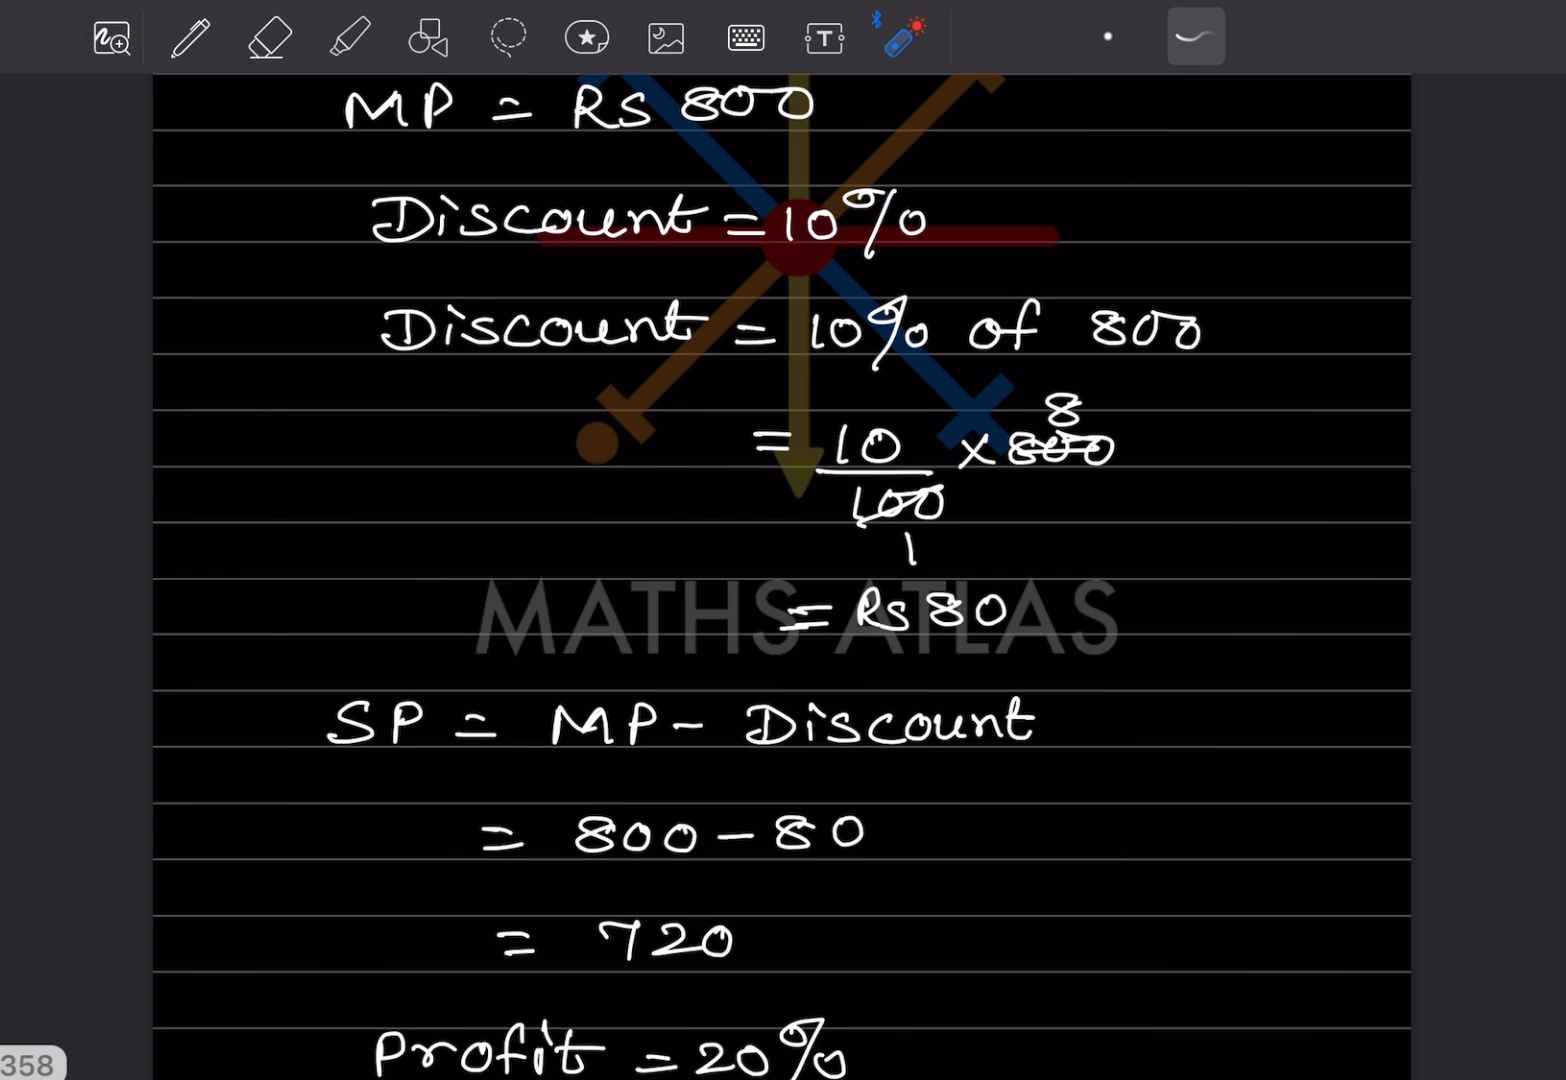 MP = Rs 800
Discount = 10%
Discount = 10% of 800
8
= 10 × 800
100
1
MATHS ATLAS
= Rs 80
SP = MP - Discount
= 800 - 80
= 720
Profit = 20%
358